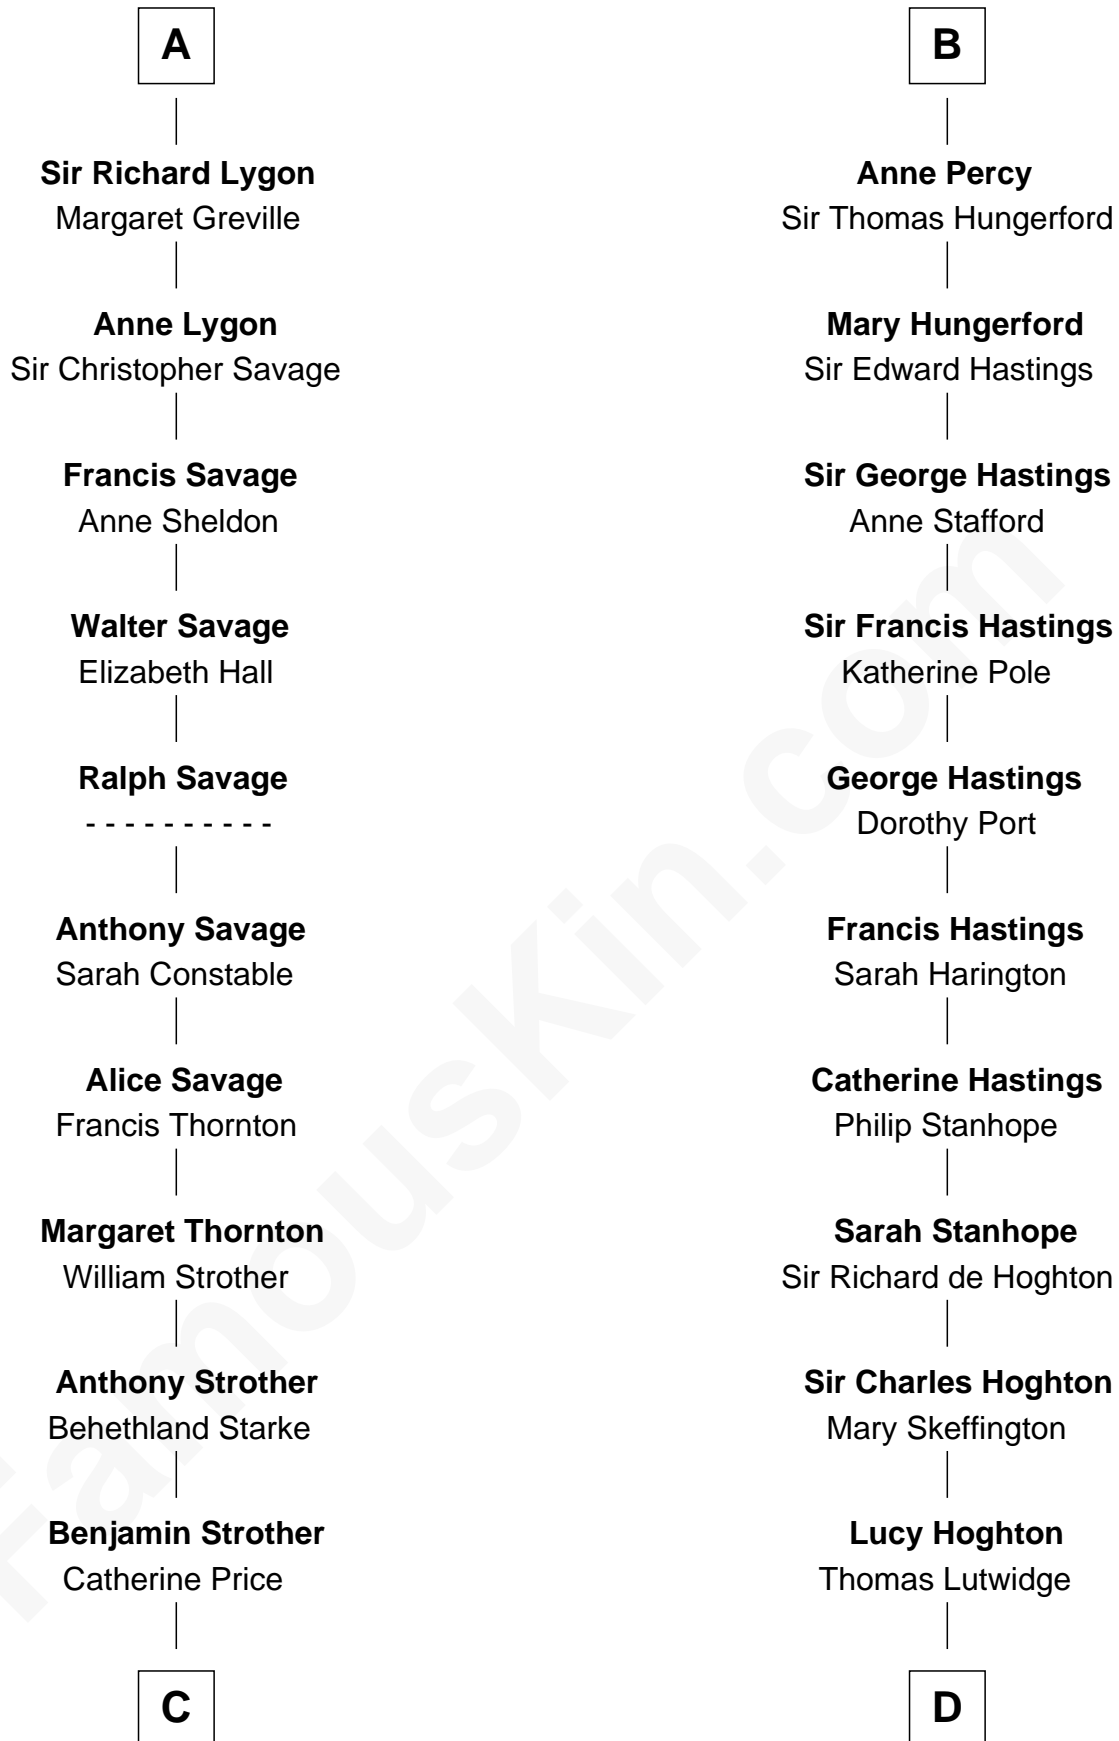 A
Sir Richard Lygon
Margaret Greville
Anne Lygon
Sir Christopher Savage
Francis Savage
Anne Sheldon
Walter Savage
Elizabeth Hall
Ralph Savage
- - - - - - - - - -
Anthony Savage
Sarah Constable
Alice Savage
Francis Thornton
Margaret Thornton
William Strother
Anthony Strother
Behethland Starke
Benjamin Strother
Catherine Price
C
B
Anne Percy
Sir Thomas Hungerford
Mary Hungerford
Sir Edward Hastings
Sir George Hastings
Anne Stafford
Sir Francis Hastings
Katherine Pole
George Hastings
Dorothy Port
Francis Hastings
Sarah Harington
Catherine Hastings
Philip Stanhope
Sarah Stanhope
Sir Richard de Hoghton
Sir Charles Hoghton
Mary Skeffington
Lucy Hoghton
Thomas Lutwidge
D
FamousKin.com